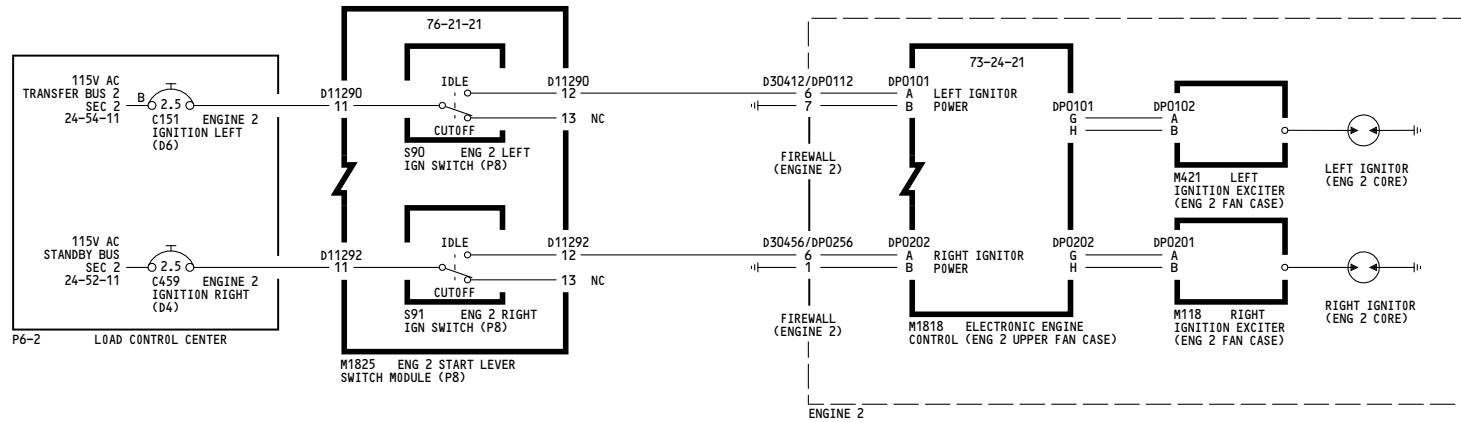 76-21-21
115V AC
TRANSFER BUS 2
SEC 2
24-54-11
B
2.5
C151
IGNITION LEFT
(D6)
ENGINE 2
D11290
11
IDLE
CUTOFF
D11290
12
13 NC
S90 ENG 2 LEFT
IGN SWITCH (P8)
115V AC
STANDBY BUS
SEC 2
24-52-11
2.5
C459
IGNITION RIGHT
(D4)
ENGINE 2
P6-2 LOAD CONTROL CENTER
D11292
11
IDLE
CUTOFF
D11292
12
13 NC
S91 ENG 2 RIGHT
IGN SWITCH (P8)
M1825 ENG 2 START LEVER
SWITCH MODULE (P8)
D30412/DP0112
6
7
FIREWALL
(ENGINE 2)
D30456/DP0256
6
1
FIREWALL
(ENGINE 2)
73-24-21
DP0101
A LEFT IGNITOR
B POWER
DP0101
G
H
DP0202
A RIGHT IGNITOR
B POWER
DP0202
G
H
M1818 ELECTRONIC ENGINE
CONTROL (ENG 2 UPPER FAN CASE)
DP0102
A
B
M421 LEFT
IGNITION EXCITER
(ENG 2 FAN CASE)
LEFT IGNITOR
(ENG 2 CORE)
DP0201
A
B
M118 RIGHT
IGNITION EXCITER
(ENG 2 FAN CASE)
RIGHT IGNITOR
(ENG 2 CORE)
ENGINE 2